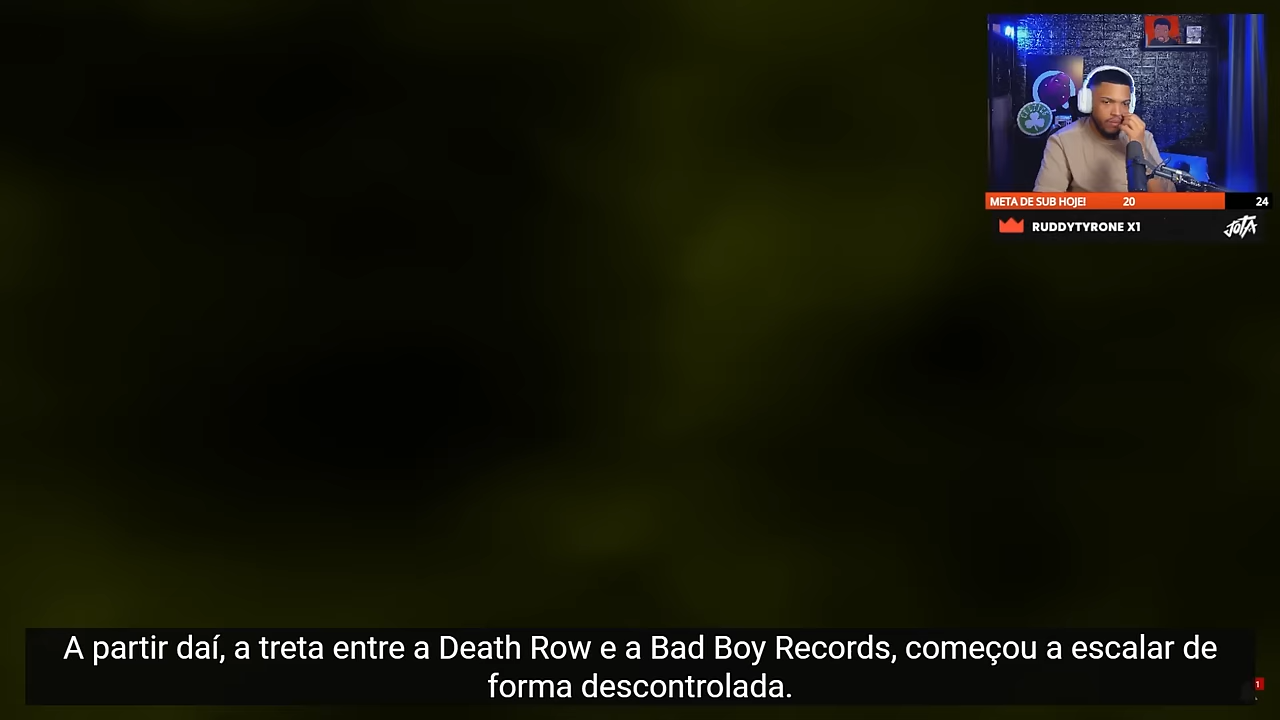 META DE SUB HOJE! 20 24
RUDDYTYRONE X1
JOTA
A partir daí, a treta entre a Death Row e a Bad Boy Records, começou a escalar de
forma descontrolada.
1